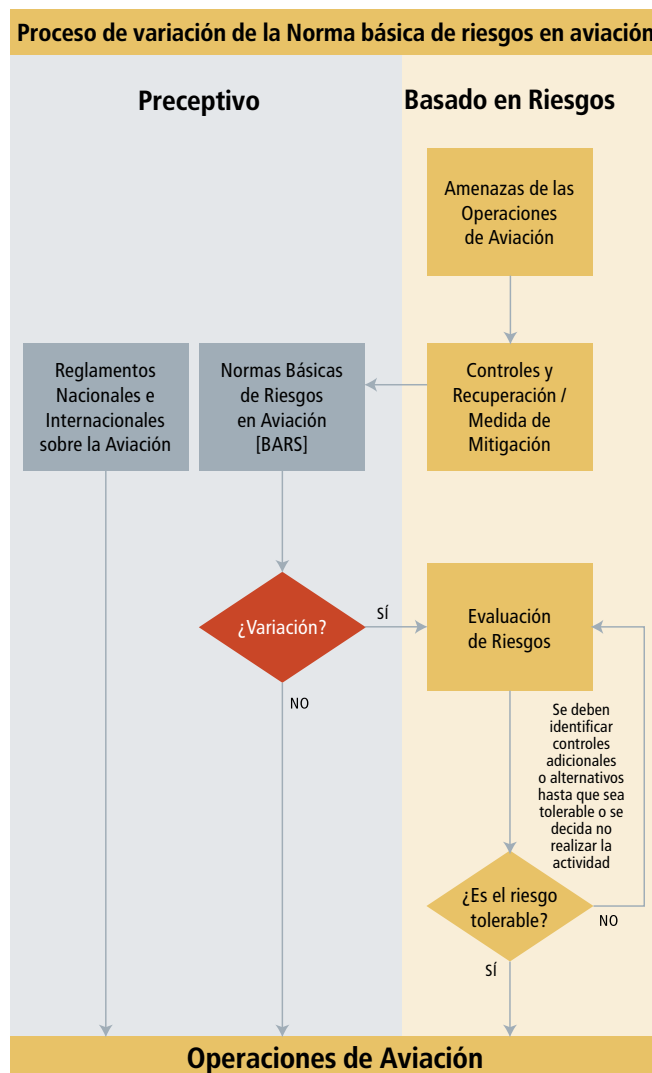 Proceso de variación de la Norma básica de riesgos en aviación
Preceptivo
Basado en Riesgos
Amenazas de las
Operaciones
de Aviación
Reglamentos
Nacionales e
Internacionales
sobre la Aviación
Normas Básicas
de Riesgos
en Aviación
[BARS]
Controles y
Recuperación /
Medida de
Mitigación
¿Variación?
SÍ
Evaluación
de Riesgos
NO
Se deben
identificar
controles
adicionales
o alternativos
hasta que sea
tolerable o se
decida no
realizar la
actividad
¿Es el riesgo
tolerable?
NO
SÍ
Operaciones de Aviación